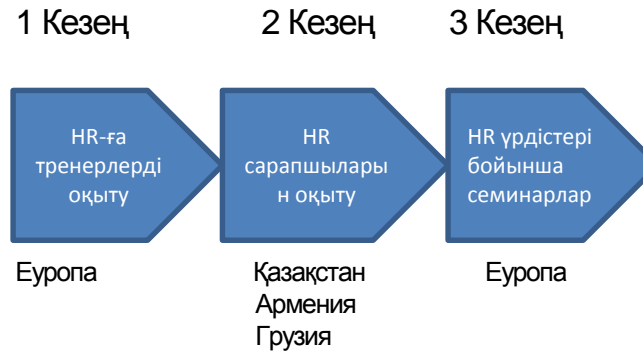 1 Кезең
2 Кезең
3 Кезең
HR-ға
тренерлерді
оқыту
HR
сарапшылары
н оқыту
HR үрдістері
бойынша
семинарлар
Еуропа
Қазақстан
Армения
Грузия
Еуропа